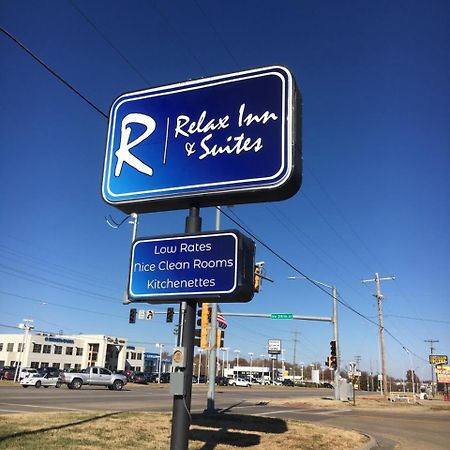 R
Relax Inn
& Suites
Low Rates
Nice Clean Rooms
Kitchenettes